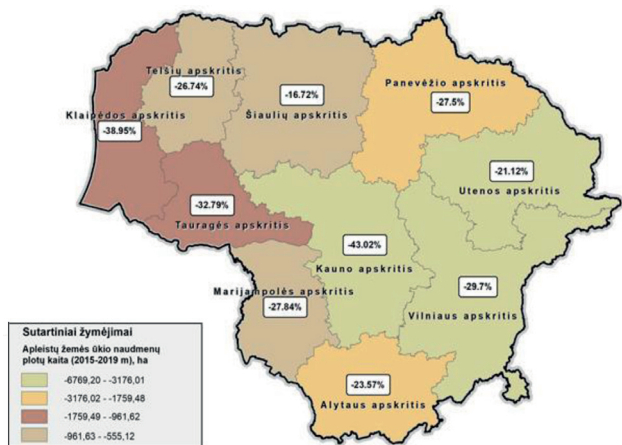 Telšių apskritis
-26.74%
-16.72%
Šiaulių apskritis
Panevėžio apskritis
-27.5%
Klaipėdos apskritis
-38.95%
-21.12%
Utenos apskritis
-32.79%
Tauragės apskritis
-43.02%
Kauno apskritis
Marijampolės apskritis
-27.84%
-29.7%
Vilniaus apskritis
-23.57%
Alytaus apskritis
Sutartiniai žymėjimai
Apleistų žemės ūkio naudmenų
plotų kaita (2015-2019 m), ha
-6769,20 - -3176,01
-3176,02 - -1759,48
-1759,49 - -961,62
-961,63 - -555,12